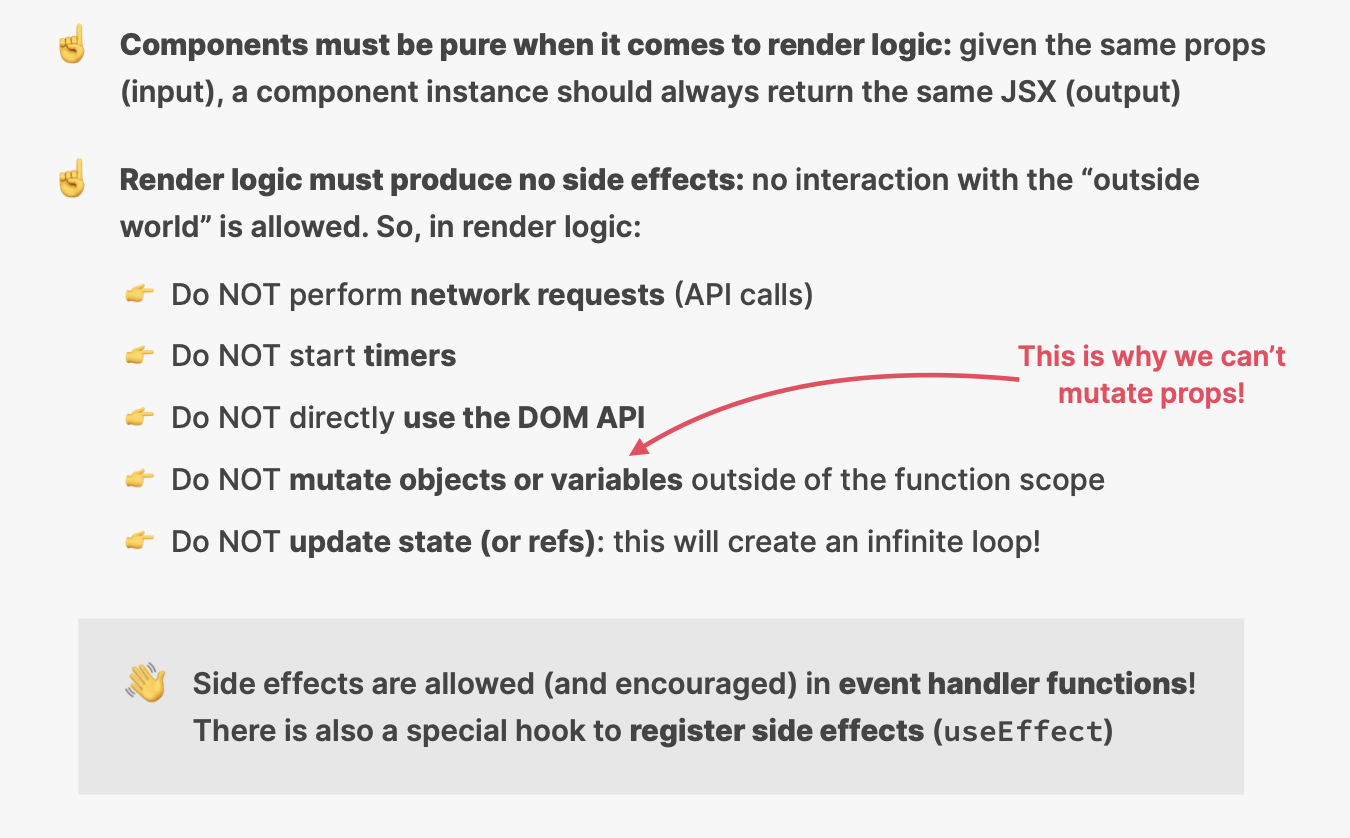 Components must be pure when it comes to render logic: given the same props
(input), a component instance should always return the same JSX (output)
Render logic must produce no side effects: no interaction with the “outside
world” is allowed. So, in render logic:
Do NOT perform network requests (API calls)
Do NOT start timers
This is why we can’t
mutate props!
Do NOT directly use the DOM API
Do NOT mutate objects or variables outside of the function scope
Do NOT update state (or refs): this will create an infinite loop!
Side effects are allowed (and encouraged) in event handler functions!
There is also a special hook to register side effects (useEffect)